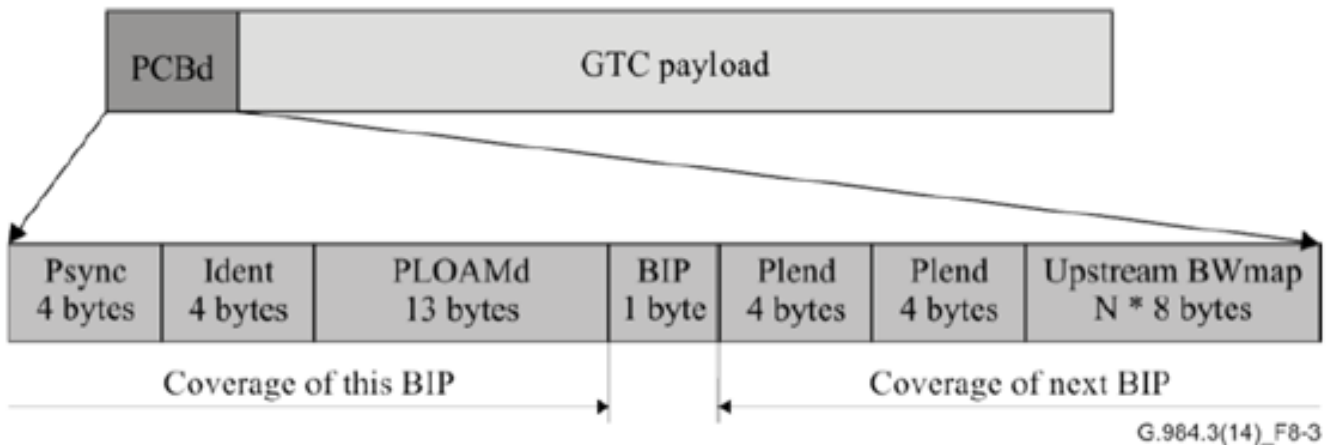 PCBd
GTC payload
Psync
4 bytes
Ident
4 bytes
PLOAMd
13 bytes
BIP
1 byte
Plend
4 bytes
Plend
4 bytes
Upstream BWmap
N * 8 bytes
Coverage of this BIP
Coverage of next BIP
G.984.3(14)_F8-3